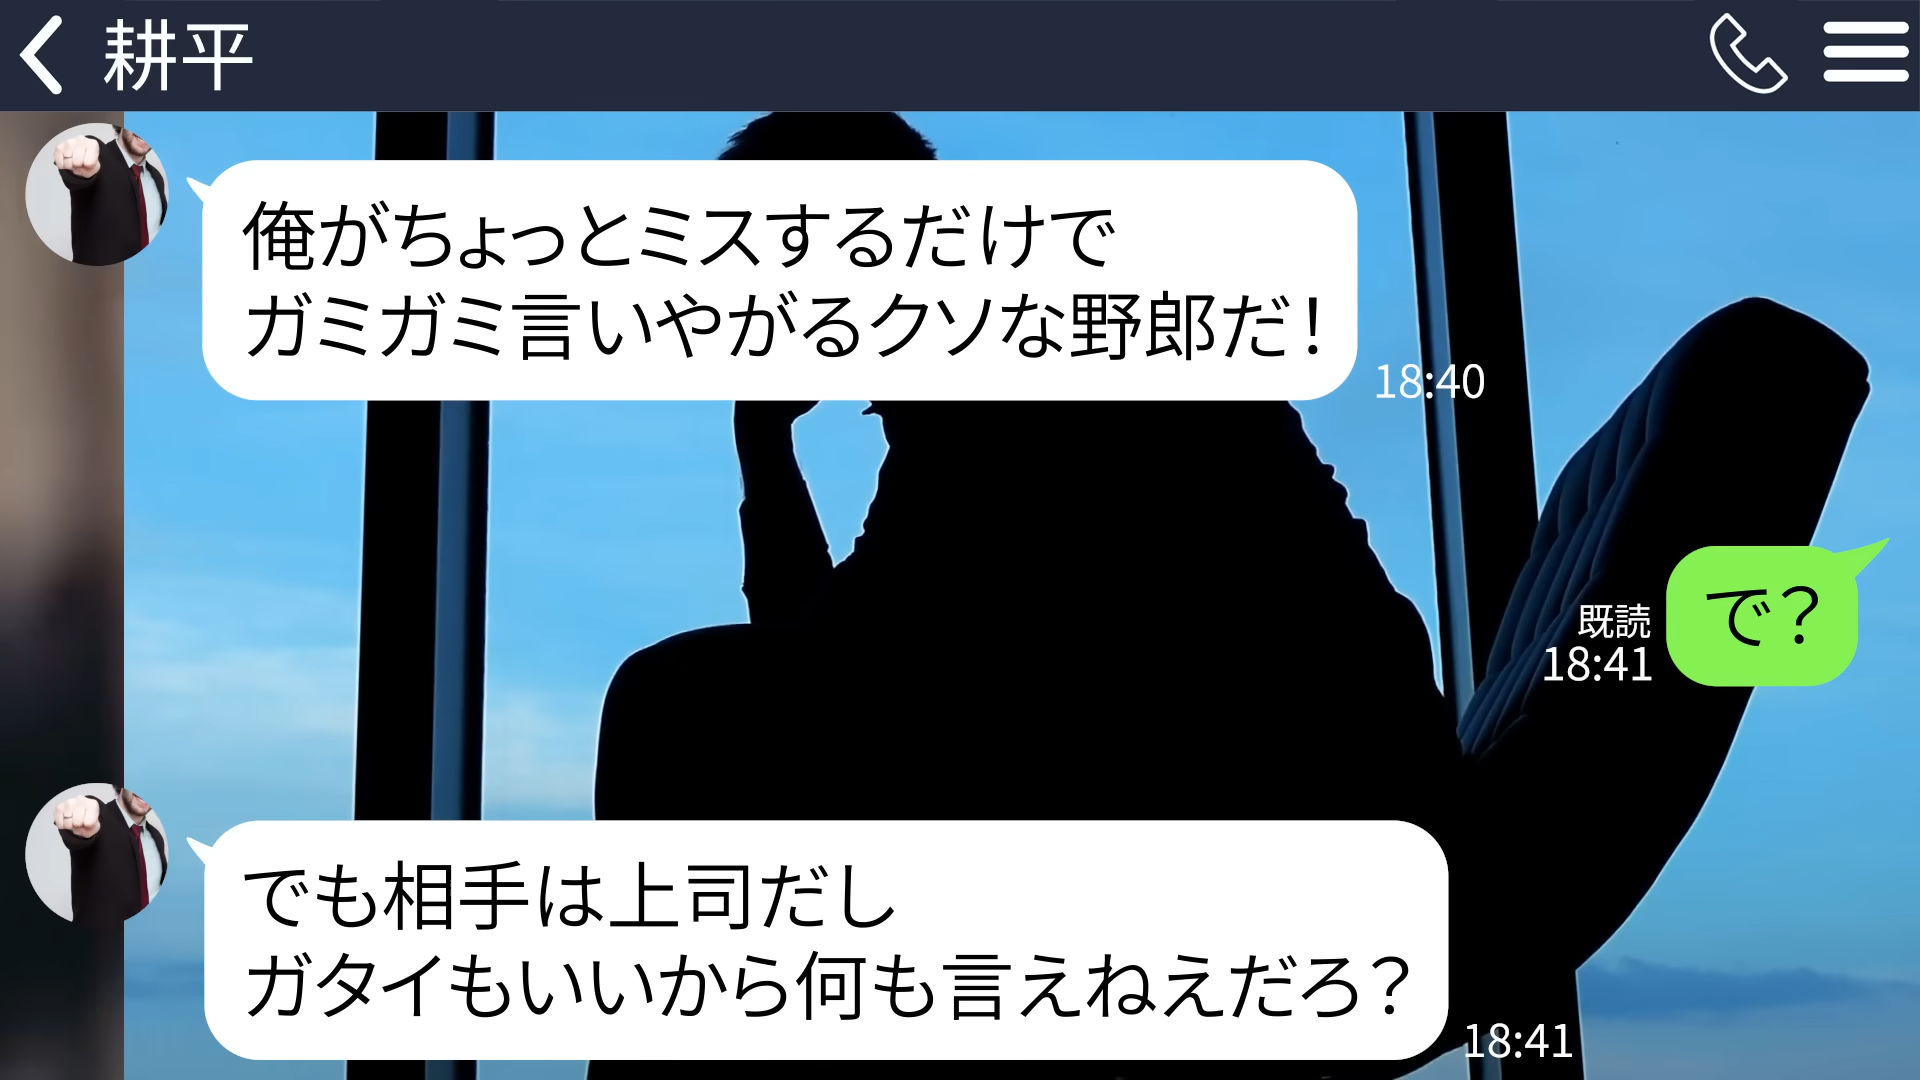 耕平
俺がちょっとミスするだけで
ガミガミ言いやがるクソな野郎だ！
18:40
で？
既読
18:41
でも相手は上司だし
ガタイもいいから何も言えねえだろ？
18:41